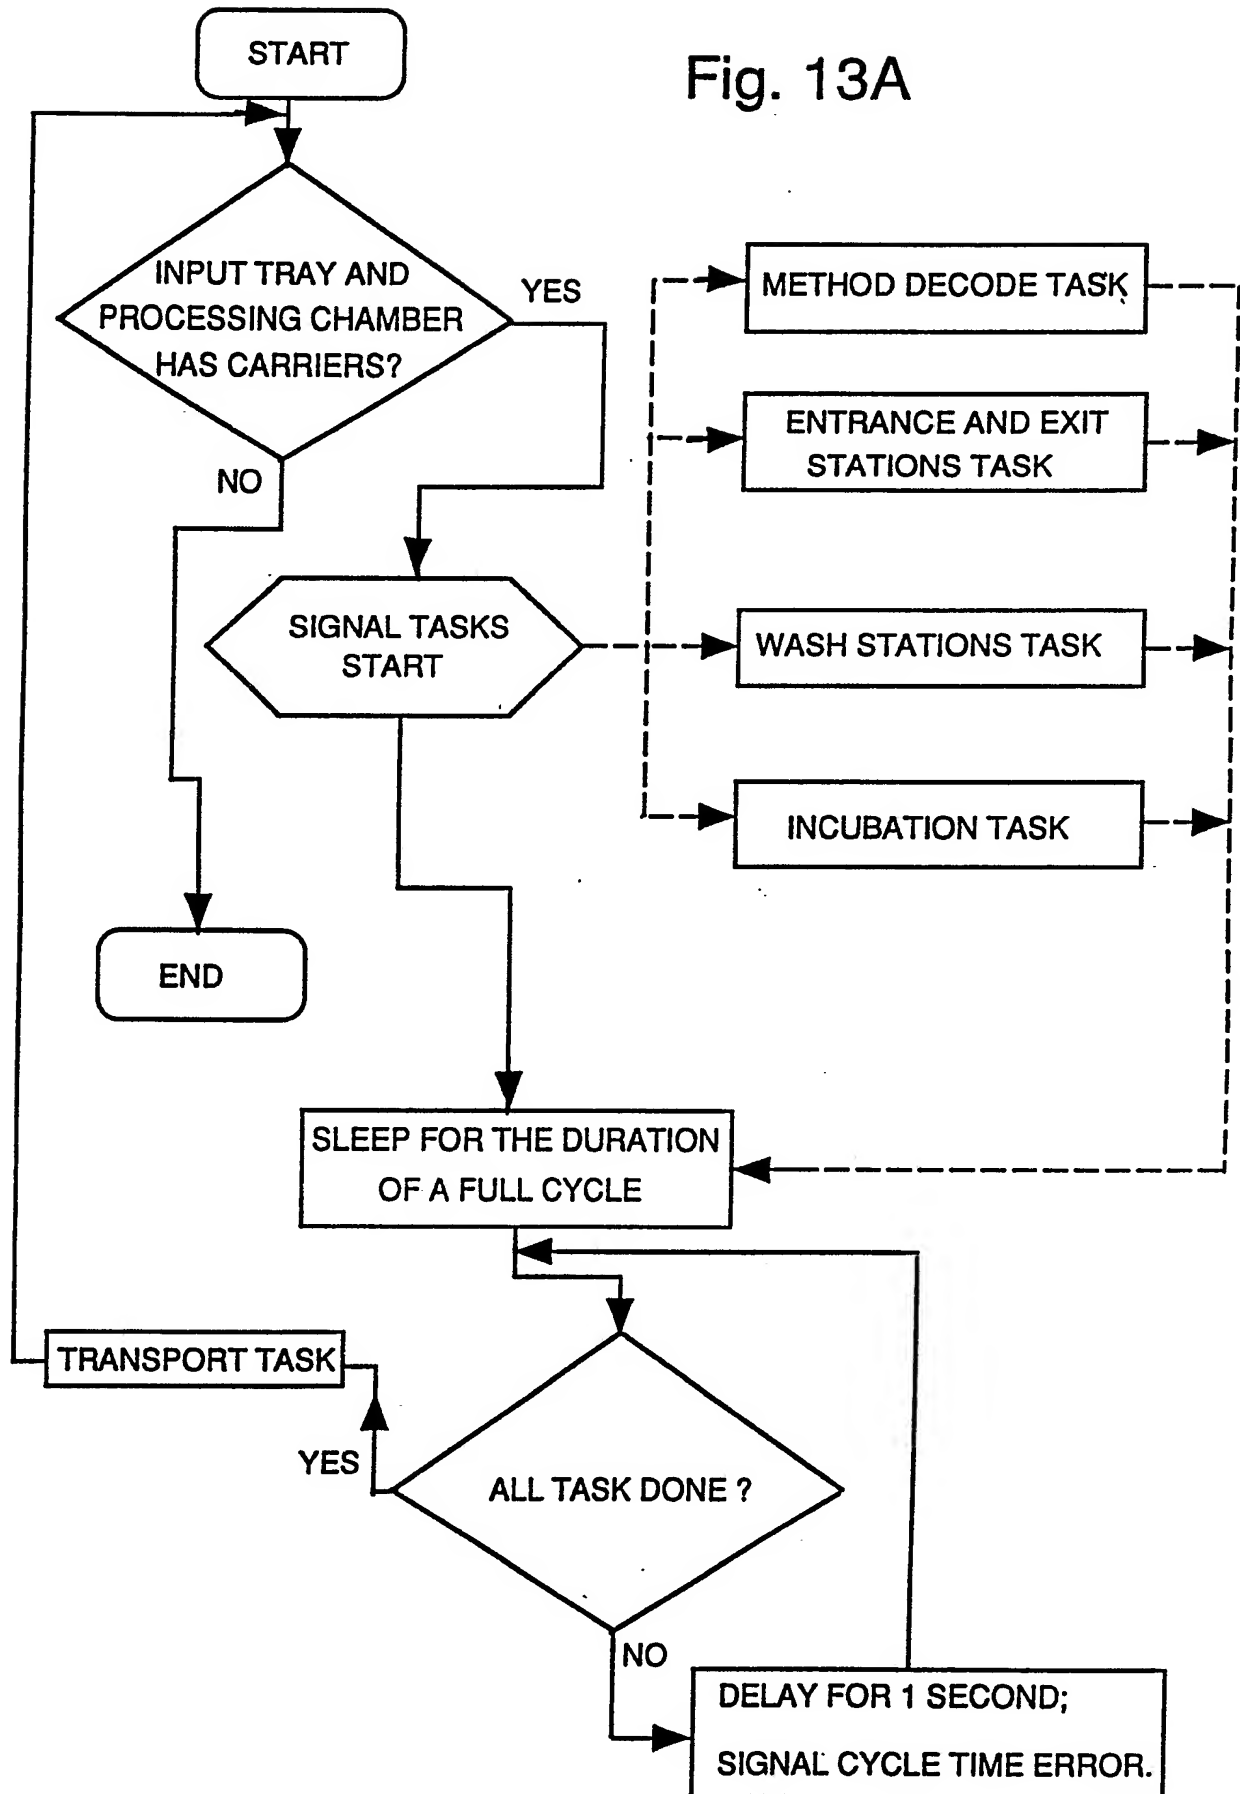 START
Fig. 13A
INPUT TRAY AND
PROCESSING CHAMBER
HAS CARRIERS?
YES
NO
METHOD DECODE TASK
ENTRANCE AND EXIT
STATIONS TASK
SIGNAL TASKS
START
WASH STATIONS TASK
INCUBATION TASK
END
SLEEP FOR THE DURATION
OF A FULL CYCLE
TRANSPORT TASK
YES
ALL TASK DONE ?
NO
DELAY FOR 1 SECOND;
SIGNAL CYCLE TIME ERROR.